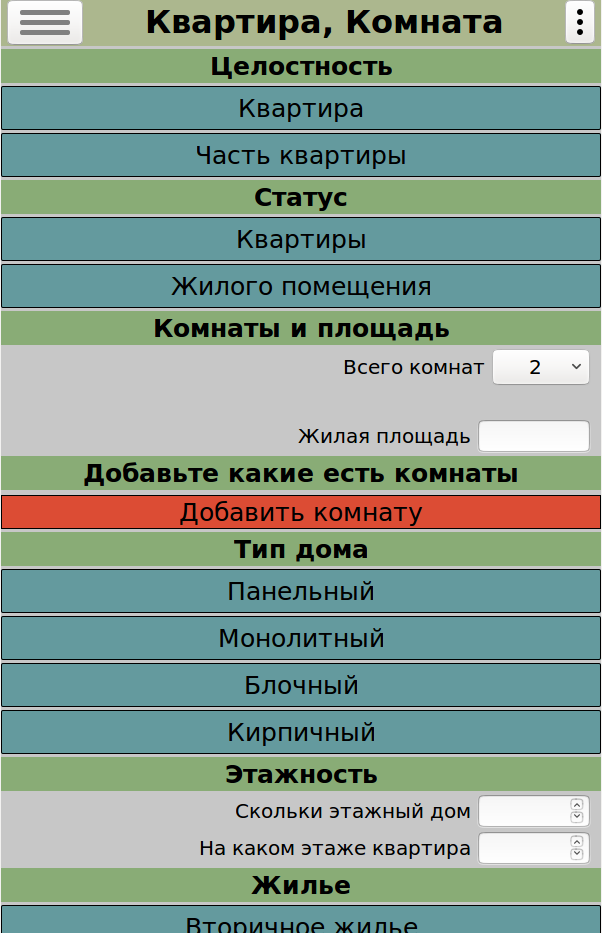 Квартира, Комната
Целостность
Квартира
Часть квартиры
Статус
Квартиры
Жилого помещения
Комнаты и площадь
Всего комнат 2
Жилая площадь
Добавьте какие есть комнаты
Добавить комнату
Тип дома
Панельный
Монолитный
Блочный
Кирпичный
Этажность
Скольки этажный дом
На каком этаже квартира
Жилье
Вторичное жилье